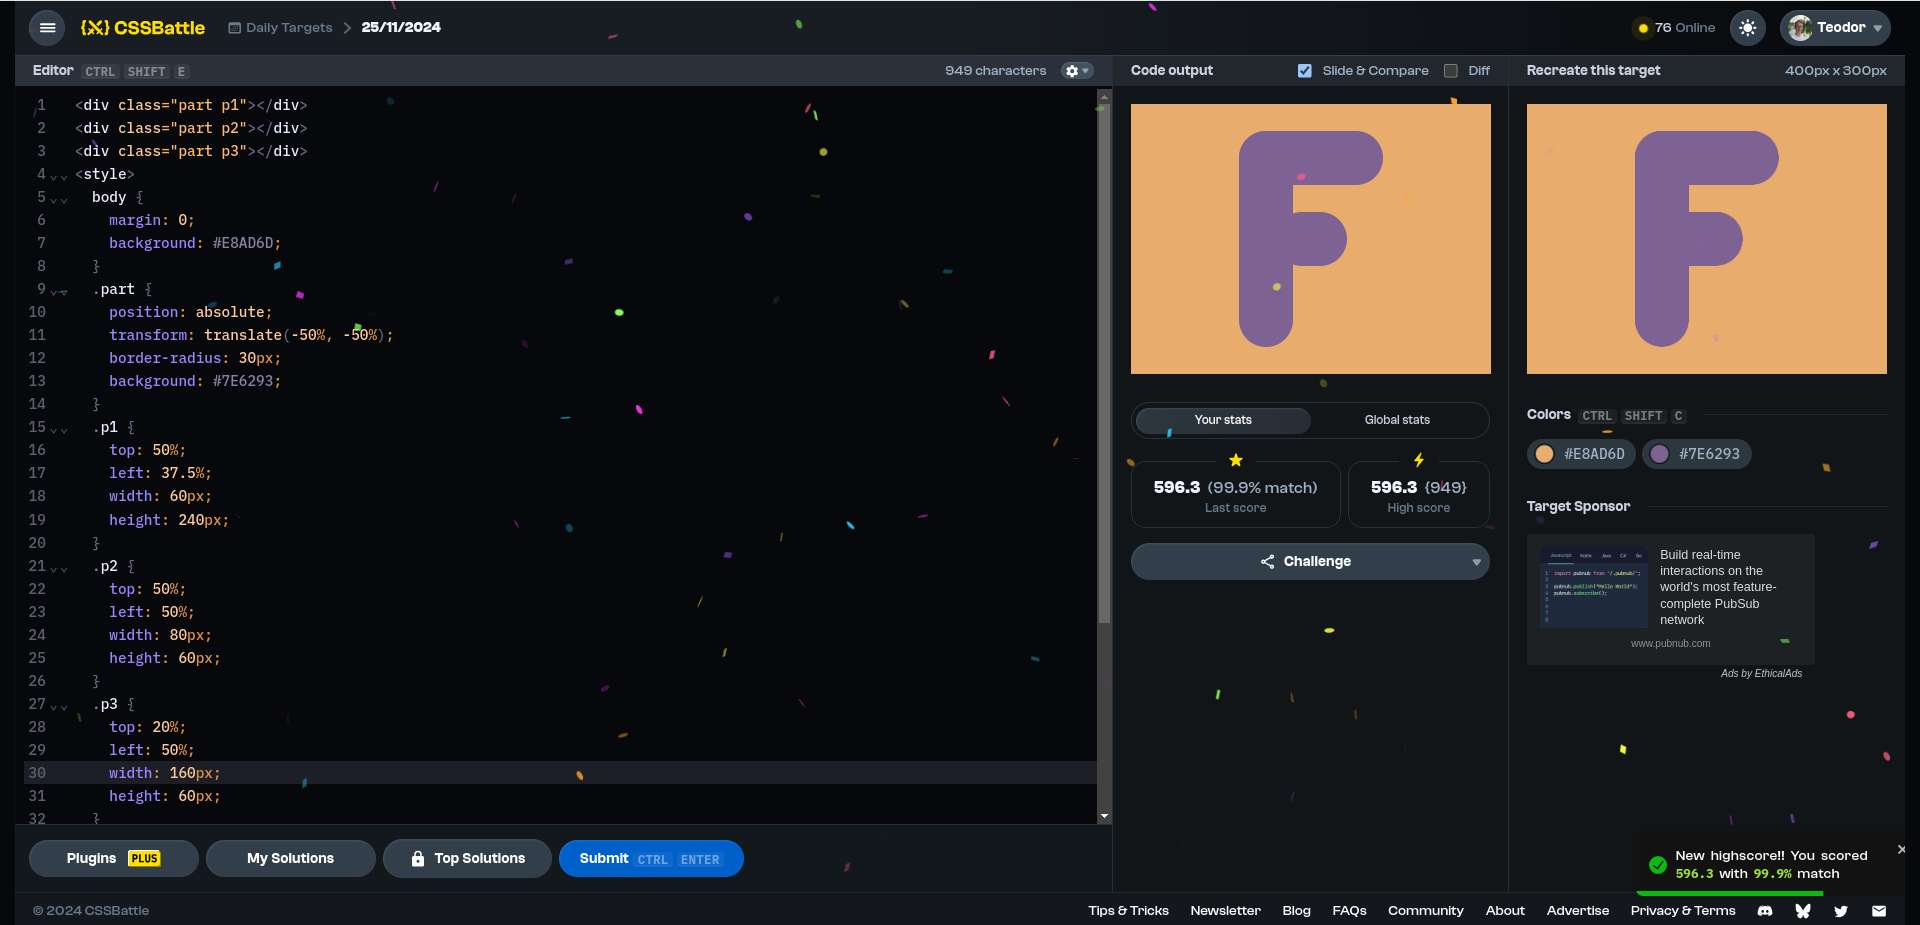 CSSBattle
Daily Targets
25/11/2024
76 Online
Teodor
Editor CTRL SHIFT E
949 characters
1 <div class="part p1"></div>
2 <div class="part p2"></div>
3 <div class="part p3"></div>
4 <style>
5 body {
6 margin: 0;
7 background: #E8AD6D;
8 }
9 .part {
10 position: absolute;
11 transform: translate(-50%, -50%);
12 border-radius: 30px;
13 background: #7E6293;
14 }
15 .p1 {
16 top: 50%;
17 left: 37.5%;
18 width: 60px;
19 height: 240px;
20 }
21 .p2 {
22 top: 50%;
23 left: 50%;
24 width: 80px;
25 height: 60px;
26 }
27 .p3 {
28 top: 20%;
29 left: 50%;
30 width: 160px;
31 height: 60px;
32 }
Plugins PLUS
My Solutions
Top Solutions
Submit CTRL ENTER
Code output
Slide & Compare
Diff
F
Your stats
Global stats
596.3 (99.9% match)
Last score
596.3 {949}
High score
Challenge
Recreate this target
400px x 300px
F
Colors CTRL SHIFT C
#E8AD6D
#7E6293
Target Sponsor
Build real-time
interactions on the
world's most feature-
complete PubSub
network
www.pubnub.com
Ads by EthicalAds
New highscore!! You scored
596.3 with 99.9% match
© 2024 CSSBattle
Tips & Tricks
Newsletter
Blog
FAQs
Community
About
Advertise
Privacy & Terms